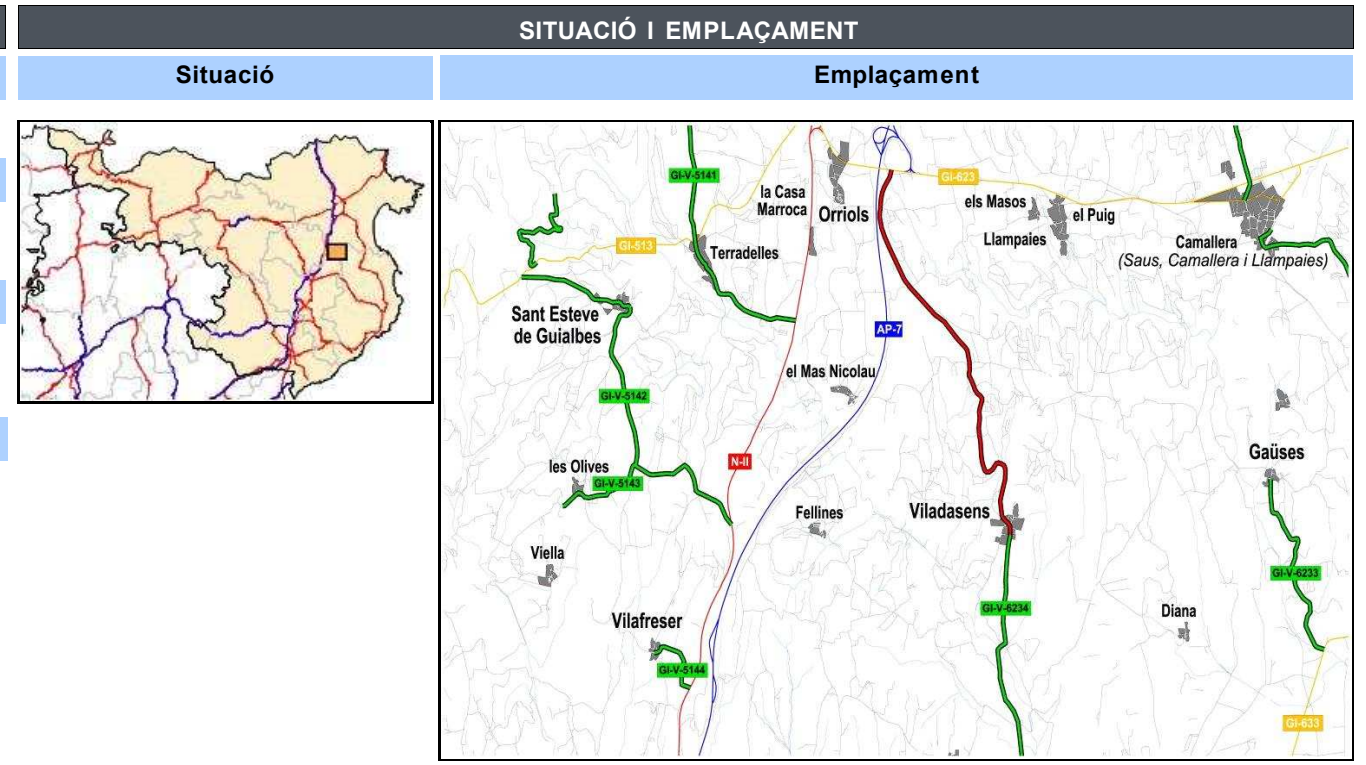 SITUACIÓ I EMPLAÇAMENT
Situació
Emplaçament
GI-V-5141
GI-623
la Casa
Marroca
Orriols
els Masos
el Puig
Llampaies
Camallera
(Saus, Camallera i Llampaies)
GI-513
Terradelles
Sant Esteve
de Guialbes
AP-7
el Mas Nicolau
GI-V-5142
N-II
Gaüses
les Olives
GI-V-5143
Fellines
Viladasens
Viella
GI-V-6233
GI-V-6234
Diana
Vilafreser
GI-V-5144
GI-633